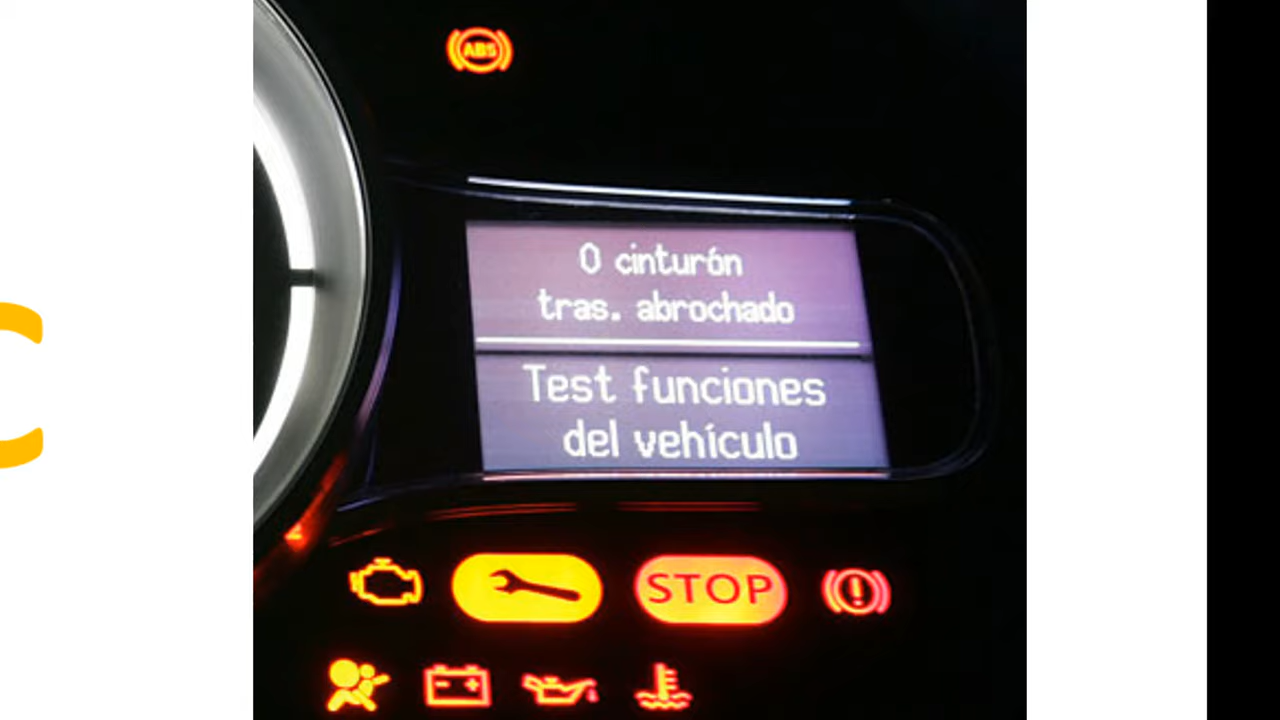 ABS
0 cinturón
tras. abrochado
Test funciones
del vehículo
STOP